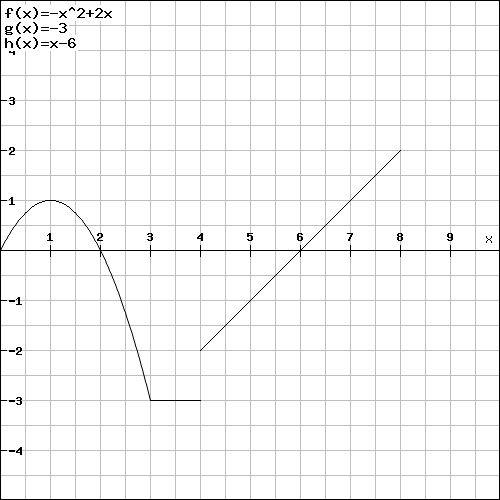 f(x)=-x^2+2x
g(x)=-3
h(x)=x-6
4
3
2
1
1 2 3 4 5 6 7 8 9 x
-1
-2
-3
-4